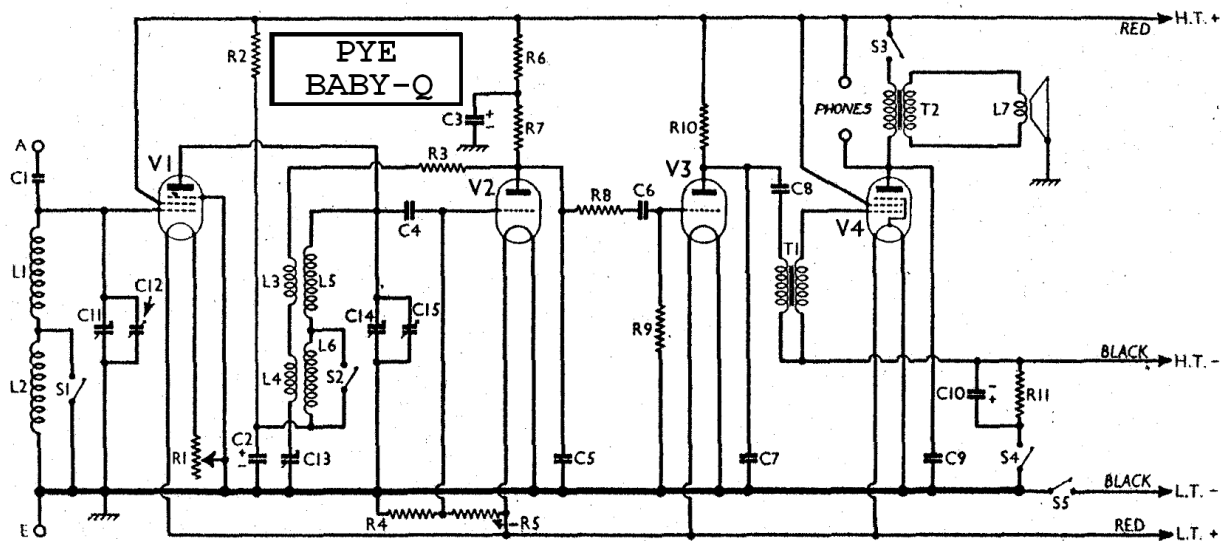 H.T. +
RED
PYE
BABY-Q
R2
R6
S3
C3
+
-
R7
R10
PHONES
T2
L7
A
C1
V1
R3
V2
V3
C8
V4
R8
C6
C4
T1
L1
C12
C11
L3
L5
C14
C15
R9
L6
BLACK
H.T. -
L2
S1
L4
S2
C10
-
+
R11
R1
C2
+
-
C13
C5
C7
C9
S4
BLACK
L.T. -
S5
E
R4
R5
RED
L.T. +